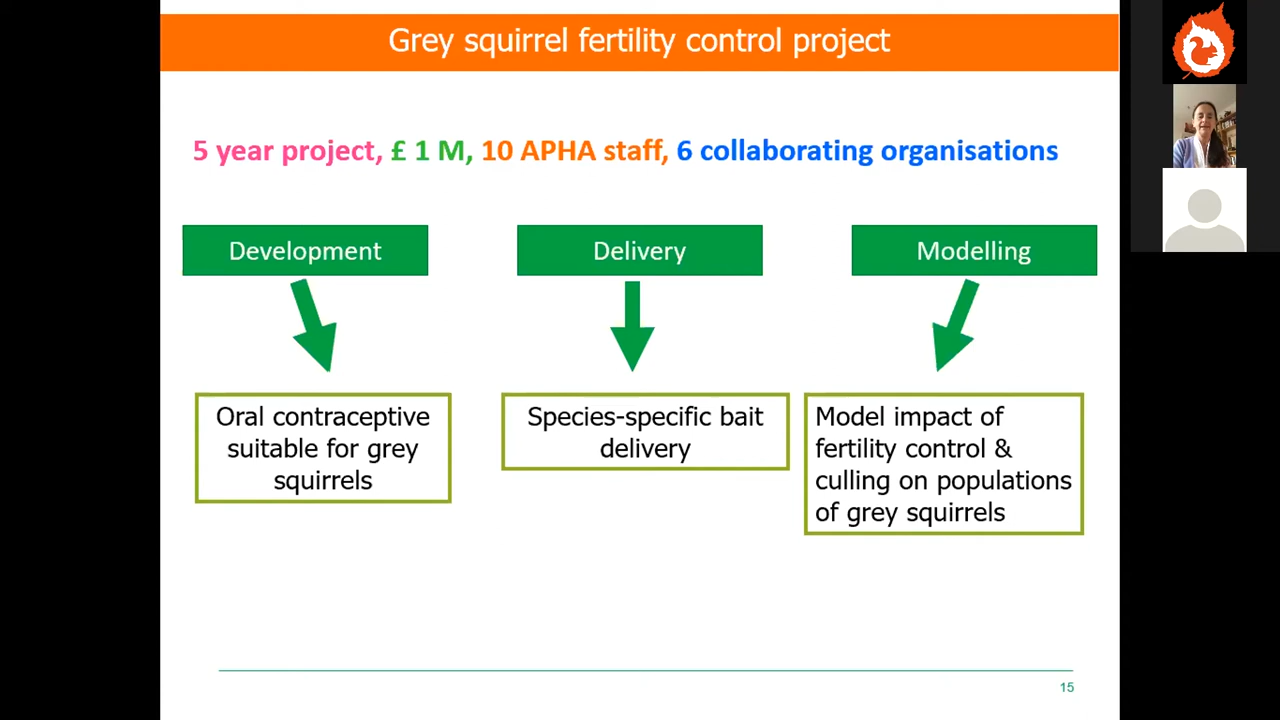 Grey squirrel fertility control project
5 year project, £ 1 M, 10 APHA staff, 6 collaborating organisations
Development
Delivery
Modelling
Oral contraceptive
suitable for grey
squirrels
Species-specific bait
delivery
Model impact of
fertility control &
culling on populations
of grey squirrels
15